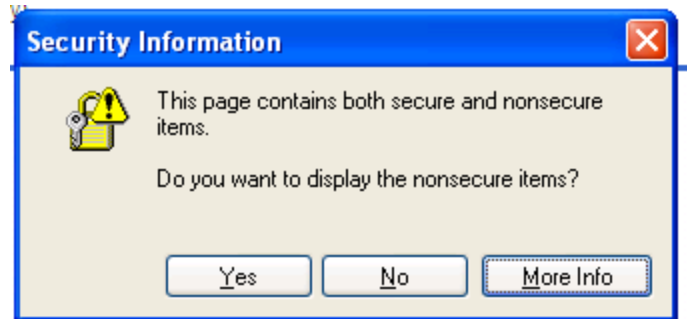 Security Information
This page contains both secure and nonsecure
items.
Do you want to display the nonsecure items?
Yes
No
More Info